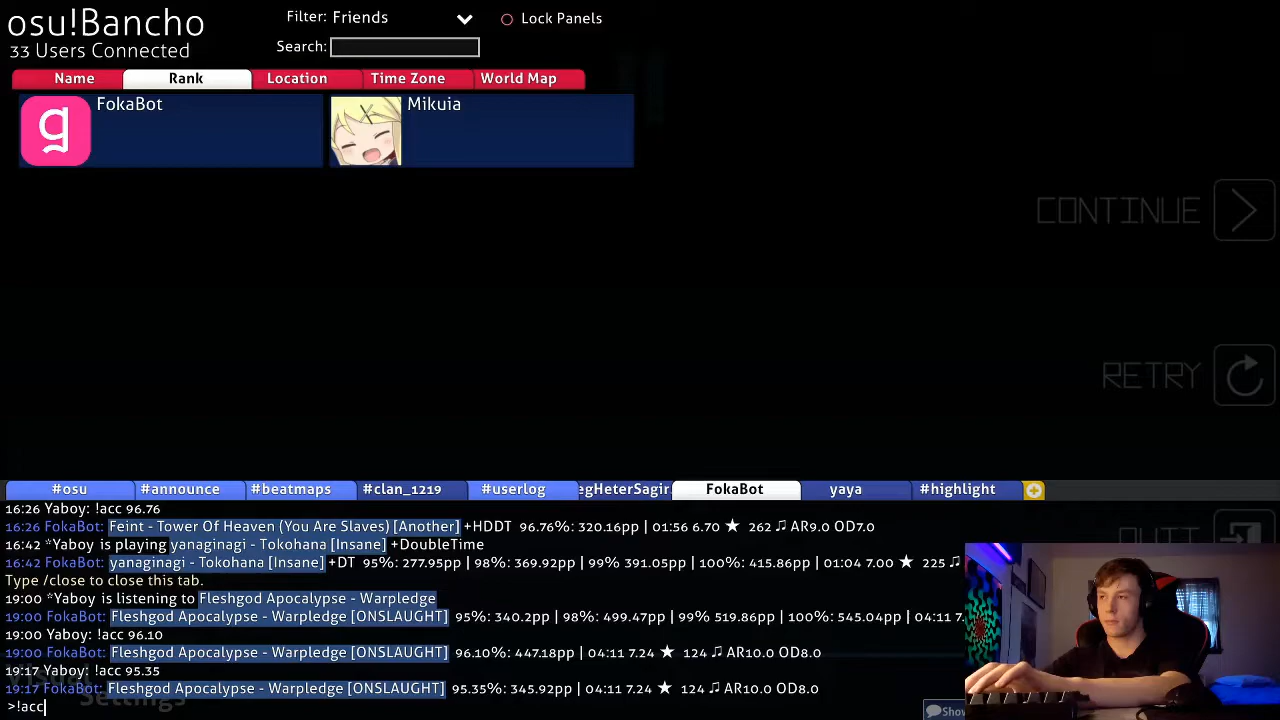 osu!Bancho
33 Users Connected
Filter: Friends
Lock Panels
Search:
Name Rank Location Time Zone World Map
FokaBot Mikuia
CONTINUE
RETRY
QUIT
#osu #announce #beatmaps #clan_1219 #userlog egHeterSagir FokaBot yaya #highlight
16:26 Yaboy: !acc 96.76
16:26 FokaBot: Feint - Tower Of Heaven (You Are Slaves) [Another] +HDDT 96.76%: 320.16pp | 01:56 6.70 ★ 262 ♫ AR9.0 OD7.0
16:42 *Yaboy is playing yanaginagi - Tokohana [Insane] +DoubleTime
16:42 FokaBot: yanaginagi - Tokohana [Insane] +DT 95%: 277.95pp | 98%: 369.92pp | 99% 391.05pp | 100%: 415.86pp | 01:04 7.00 ★ 225 ♫
Type /close to close this tab.
19:00 *Yaboy is listening to Fleshgod Apocalypse - Warpledge
19:00 FokaBot: Fleshgod Apocalypse - Warpledge [ONSLAUGHT] 95%: 340.2pp | 98%: 499.47pp | 99% 519.86pp | 100%: 545.04pp | 04:11 7.
19:00 Yaboy: !acc 96.10
19:00 FokaBot: Fleshgod Apocalypse - Warpledge [ONSLAUGHT] 96.10%: 447.18pp | 04:11 7.24 ★ 124 ♫ AR10.0 OD8.0
19:17 Yaboy: !acc 95.35
19:17 FokaBot: Fleshgod Apocalypse - Warpledge [ONSLAUGHT] 95.35%: 345.92pp | 04:11 7.24 ★ 124 ♫ AR10.0 OD8.0
Visual Settings
>!acc
Show